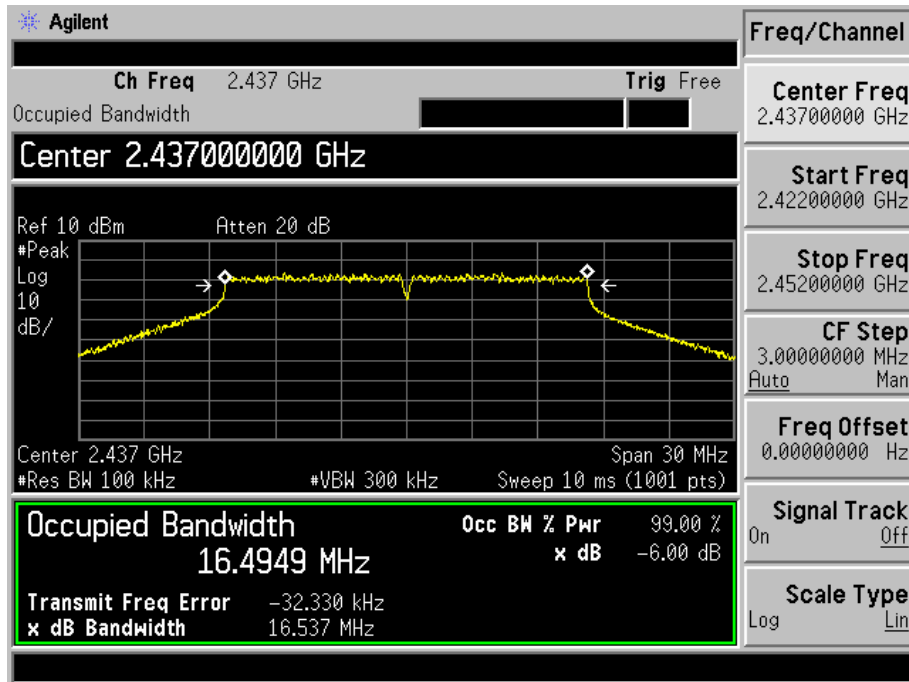 Agilent
Ch Freq 2.437 GHz Trig Free
Occupied Bandwidth
Center 2.437000000 GHz
Ref 10 dBm Atten 20 dB
#Peak
Log
10
dB/
Center 2.437 GHz Span 30 MHz
#Res BW 100 kHz #VBW 300 kHz Sweep 10 ms (1001 pts)
Occupied Bandwidth Occ BW % Pwr 99.00 %
16.4949 MHz x dB -6.00 dB
Transmit Freq Error -32.330 kHz
x dB Bandwidth 16.537 MHz
Freq/Channel
Center Freq
2.43700000 GHz
Start Freq
2.42200000 GHz
Stop Freq
2.45200000 GHz
CF Step
3.00000000 MHz
Auto Man
Freq Offset
0.00000000 Hz
Signal Track
On Off
Scale Type
Log Lin